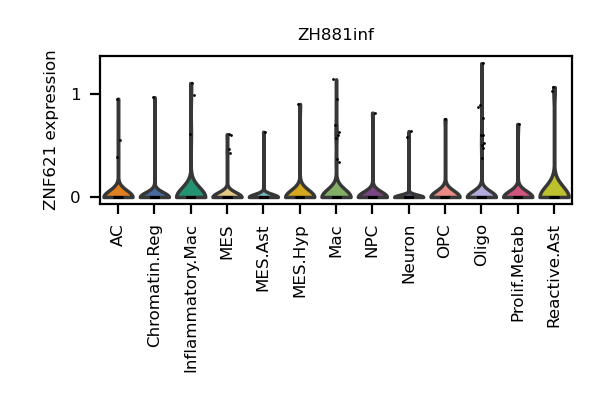 ZH881inf
ZNF621 expression
1
0
AC
Chromatin.Reg
Inflammatory.Mac
MES
MES.Ast
MES.Hyp
Mac
NPC
Neuron
OPC
Oligo
Prolif.Metab
Reactive.Ast